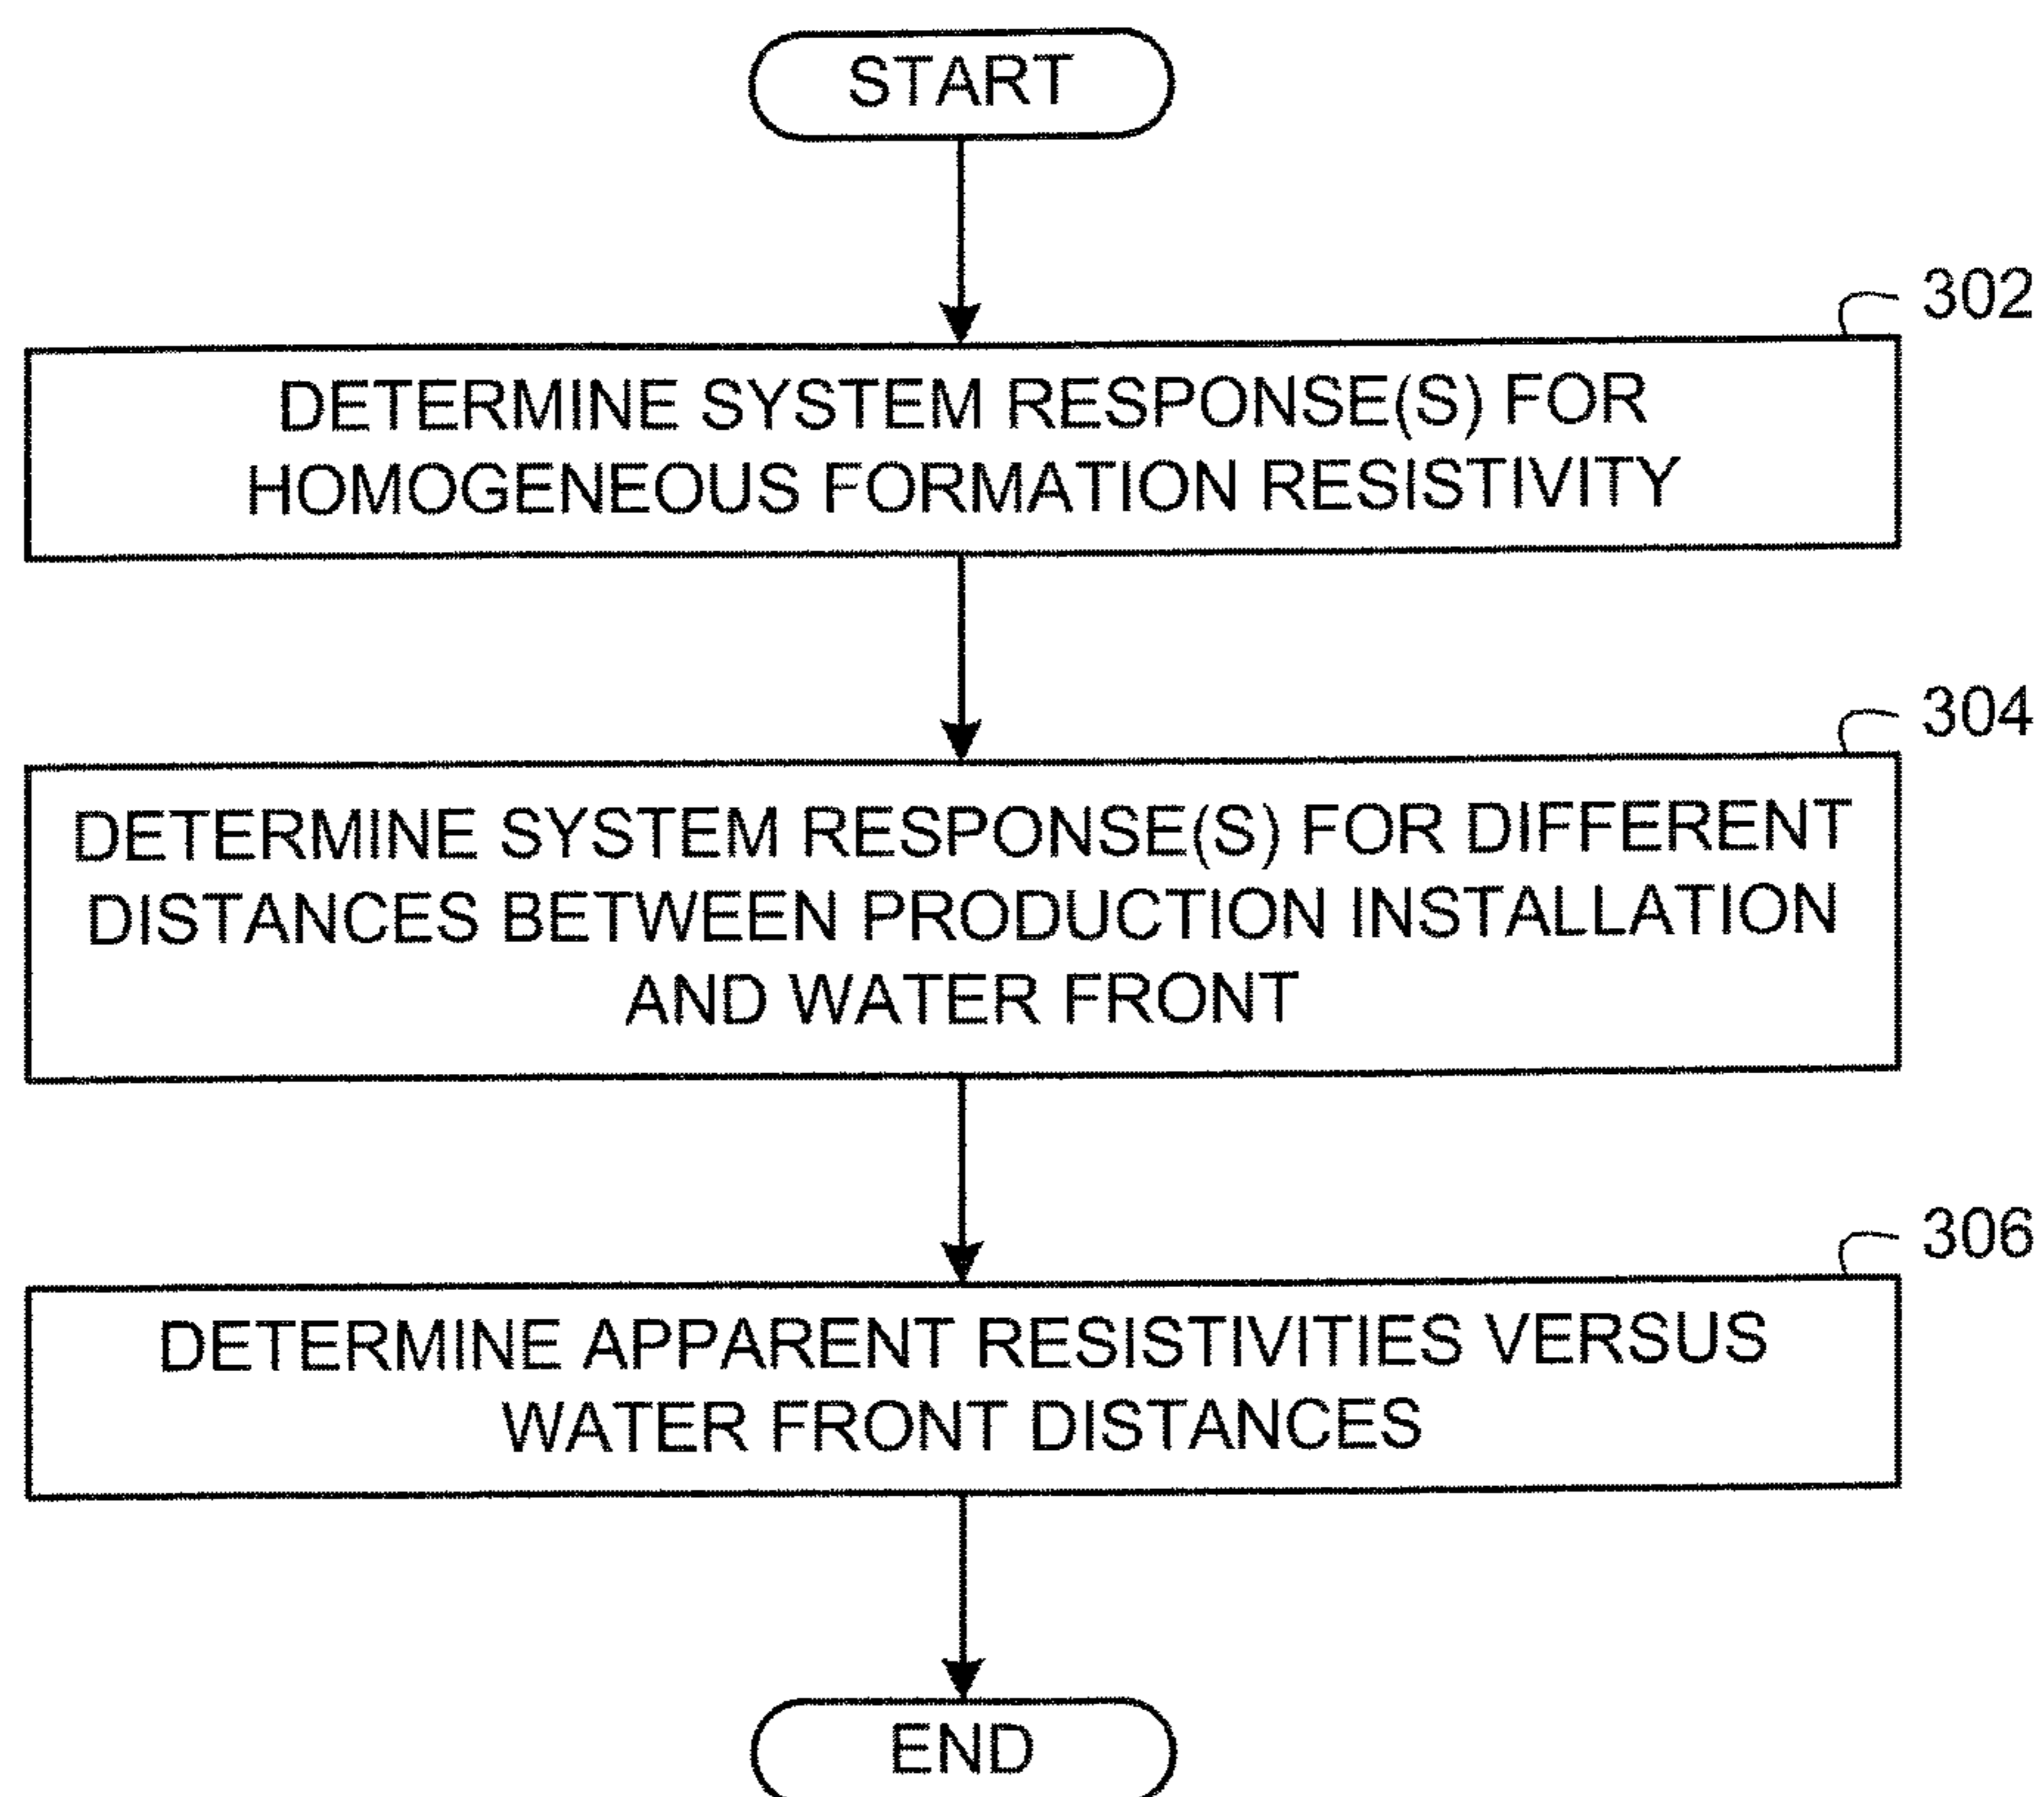 START
302
DETERMINE SYSTEM RESPONSE(S) FOR
HOMOGENEOUS FORMATION RESISTIVITY
304
DETERMINE SYSTEM RESPONSE(S) FOR DIFFERENT
DISTANCES BETWEEN PRODUCTION INSTALLATION
AND WATER FRONT
306
DETERMINE APPARENT RESISTIVITIES VERSUS
WATER FRONT DISTANCES
END